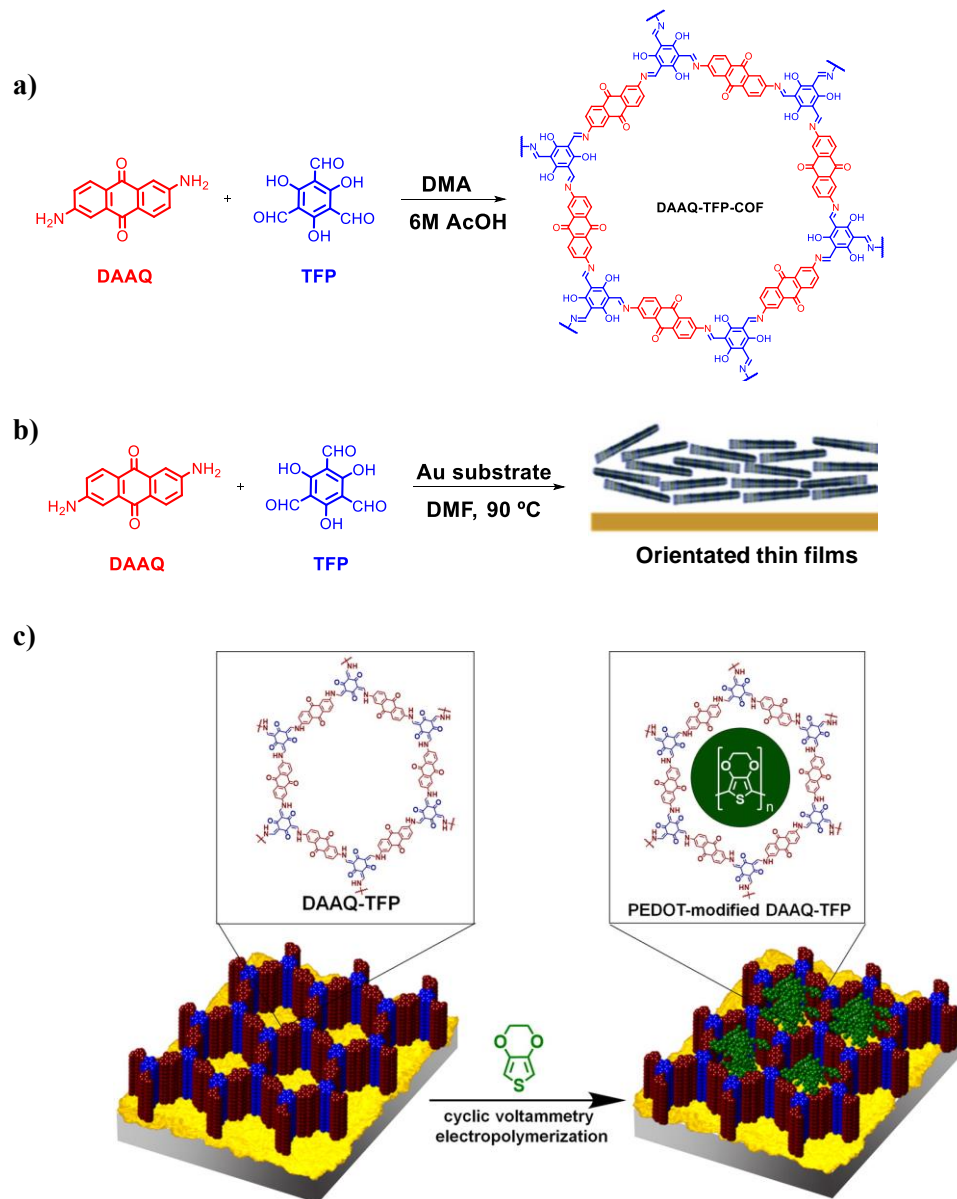 a)
O
NH2
H2N
O
DAAQ
+
CHO
HO
OH
OHC
CHO
OH
TFP
DMA
6M AcOH
DAAQ-TFP-COF
b)
O
NH2
H2N
O
DAAQ
+
CHO
HO
OH
OHC
CHO
OH
TFP
Au substrate
DMF, 90 ºC
Orientated thin films
c)
DAAQ-TFP
O
O
S
n
PEDOT-modified DAAQ-TFP
O
O
S
cyclic voltammetry
electropolymerization